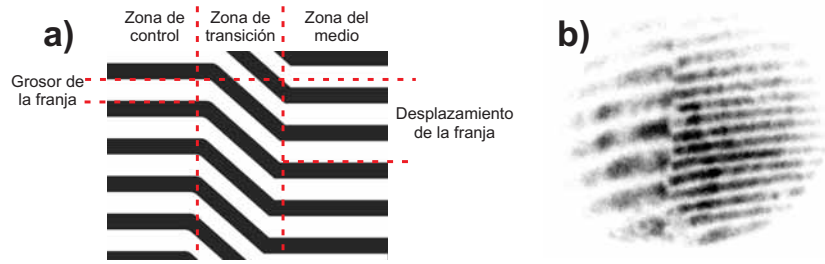 a)
Zona de
control
Zona de
transición
Zona del
medio
b)
Grosor de
la franja
Desplazamiento
de la franja